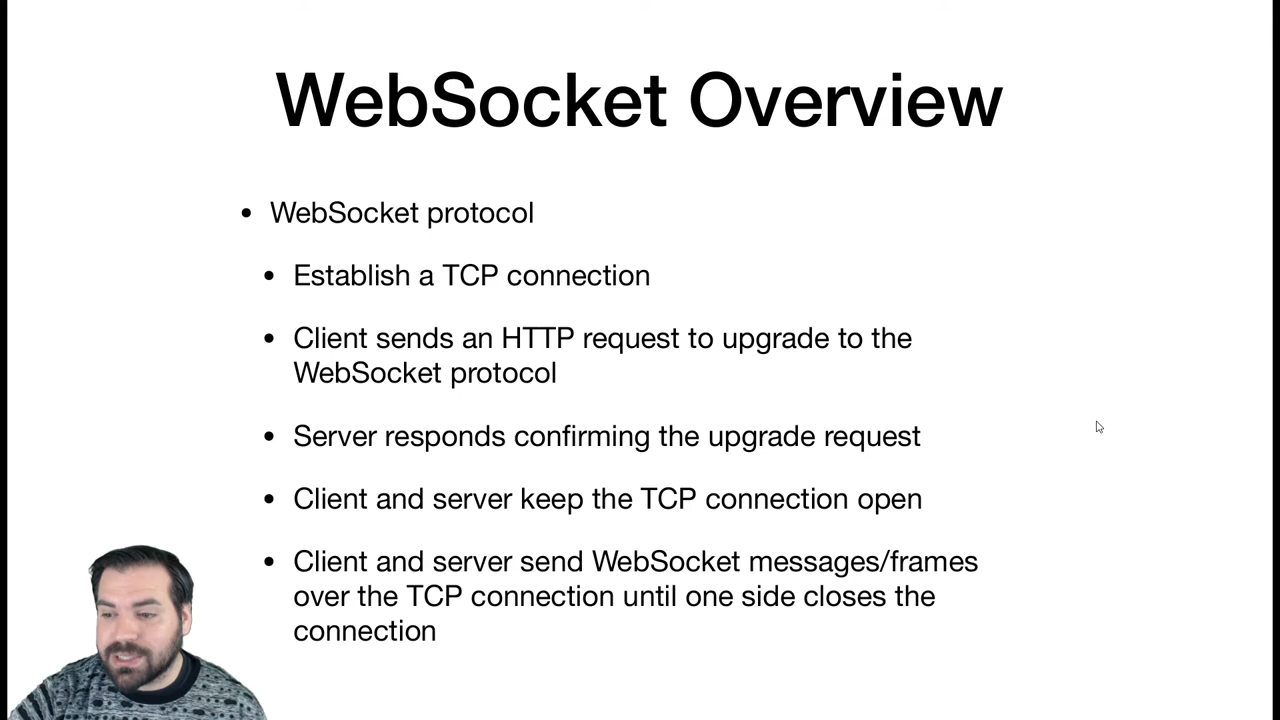 WebSocket Overview
• WebSocket protocol
• Establish a TCP connection
• Client sends an HTTP request to upgrade to the
WebSocket protocol
• Server responds confirming the upgrade request
• Client and server keep the TCP connection open
• Client and server send WebSocket messages/frames
over the TCP connection until one side closes the
connection